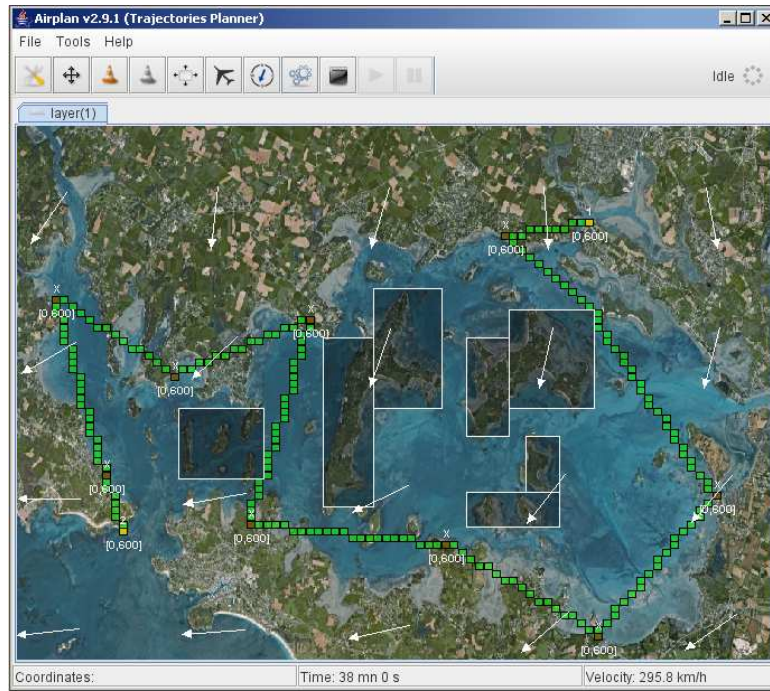 Airplan v2.9.1 (Trajectories Planner)
File Tools Help
Idle
layer(1)
X
[0,600]
[0,600]
X
[0,600]
X
[0,600]
X
[0,600]
X
[0,600]
Z
[0,600]
X
[0,600]
X
[0,600]
X
[0,600]
X
[0,600]
Coordinates: Time: 38 mn 0 s Velocity: 295.8 km/h